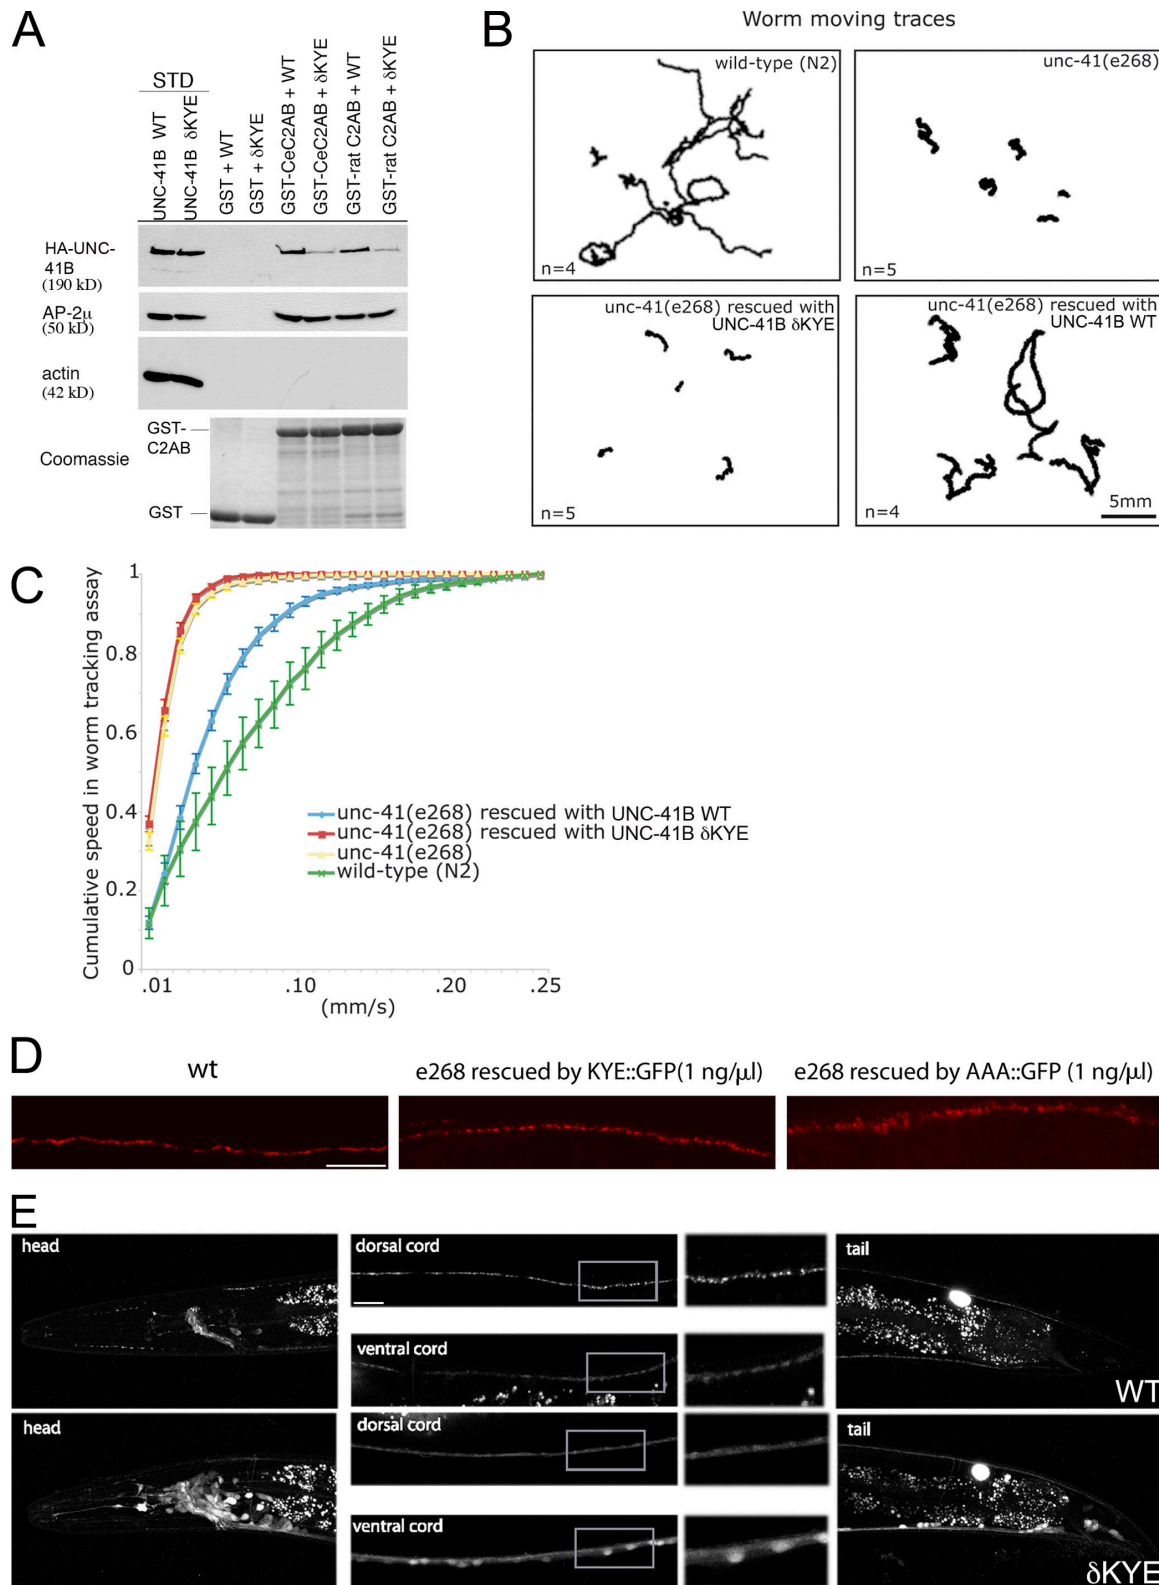 A
STD
UNC-41B WT
UNC-41B δKYE
GST + WT
GST + δKYE
GST-CeC2AB + WT
GST-CeC2AB + δKYE
GST-rat C2AB + WT
GST-rat C2AB + δKYE
HA-UNC-
41B
(190 kD)
AP-2μ
(50 kD)
actin
(42 kD)
Coomassie
GST-
C2AB
GST
B
Worm moving traces
wild-type (N2)
n=4
unc-41(e268)
n=5
unc-41(e268) rescued with
UNC-41B δKYE
n=5
unc-41(e268) rescued with
UNC-41B WT
n=4
5mm
C
Cumulative speed in worm tracking assay
1
0.8
0.6
0.4
0.2
0
.01
.10
.20
.25
(mm/s)
unc-41(e268) rescued with UNC-41B WT
unc-41(e268) rescued with UNC-41B δKYE
unc-41(e268)
wild-type (N2)
D
wt
e268 rescued by KYE::GFP(1 ng/μl)
e268 rescued by AAA::GFP (1 ng/μl)
E
head
dorsal cord
ventral cord
tail
WT
head
dorsal cord
ventral cord
tail
δKYE